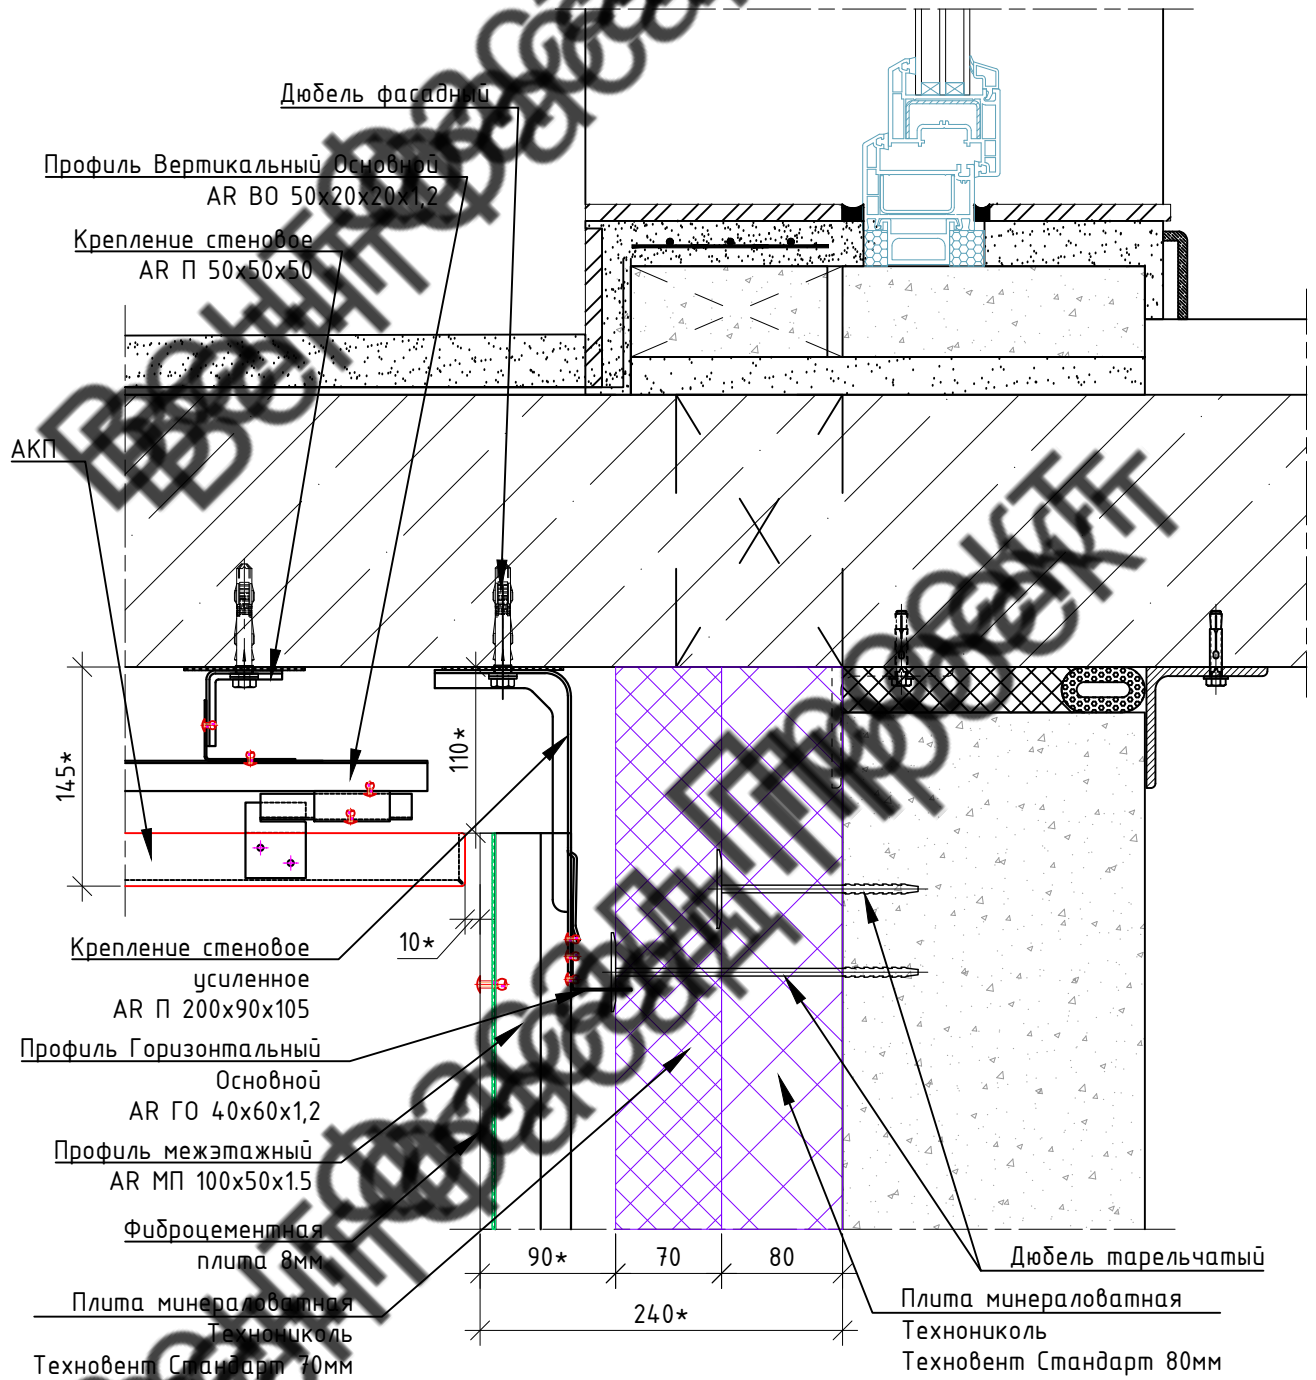 Дюбель фасадный
Профиль Вертикальный Основной
AR ВО 50x20x20x1,2
Крепление стеновое
AR П 50x50x50
АКП
145*
110*
10*
Крепление стеновое
усиленное
AR П 200x90x105
Профиль Горизонтальный
Основной
AR ГО 40x60x1,2
Профиль межэтажный
AR МП 100x50x1.5
Фиброцементная
плита 8мм
Плита минераловатная
Технониколь
Техновент Стандарт 70мм
90*
70
80
240*
Дюбель тарельчатый
Плита минераловатная
Технониколь
Техновент Стандарт 80мм